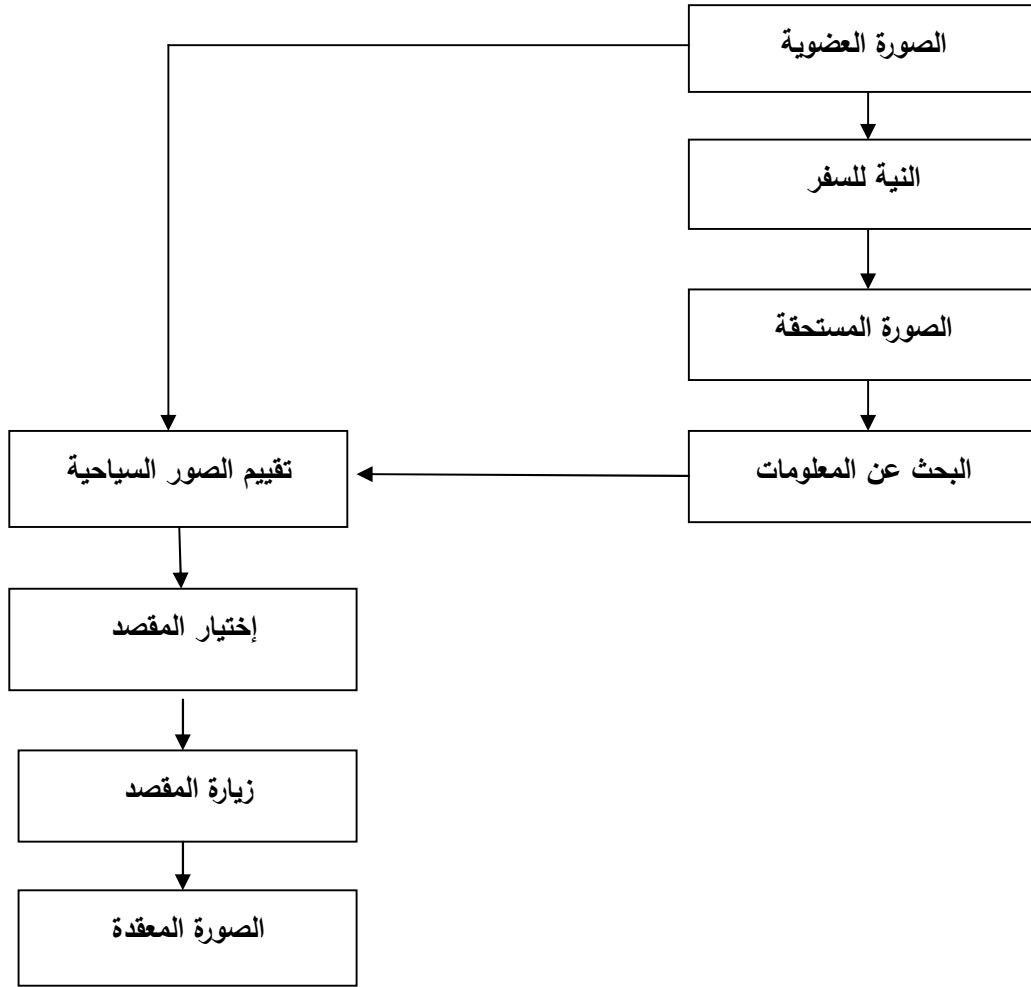 الصورة العضوية
النية للسفر
الصورة المستحقة
البحث عن المعلومات
تقييم الصور السياحية
إختيار المقصد
زيارة المقصد
الصورة المعقدة